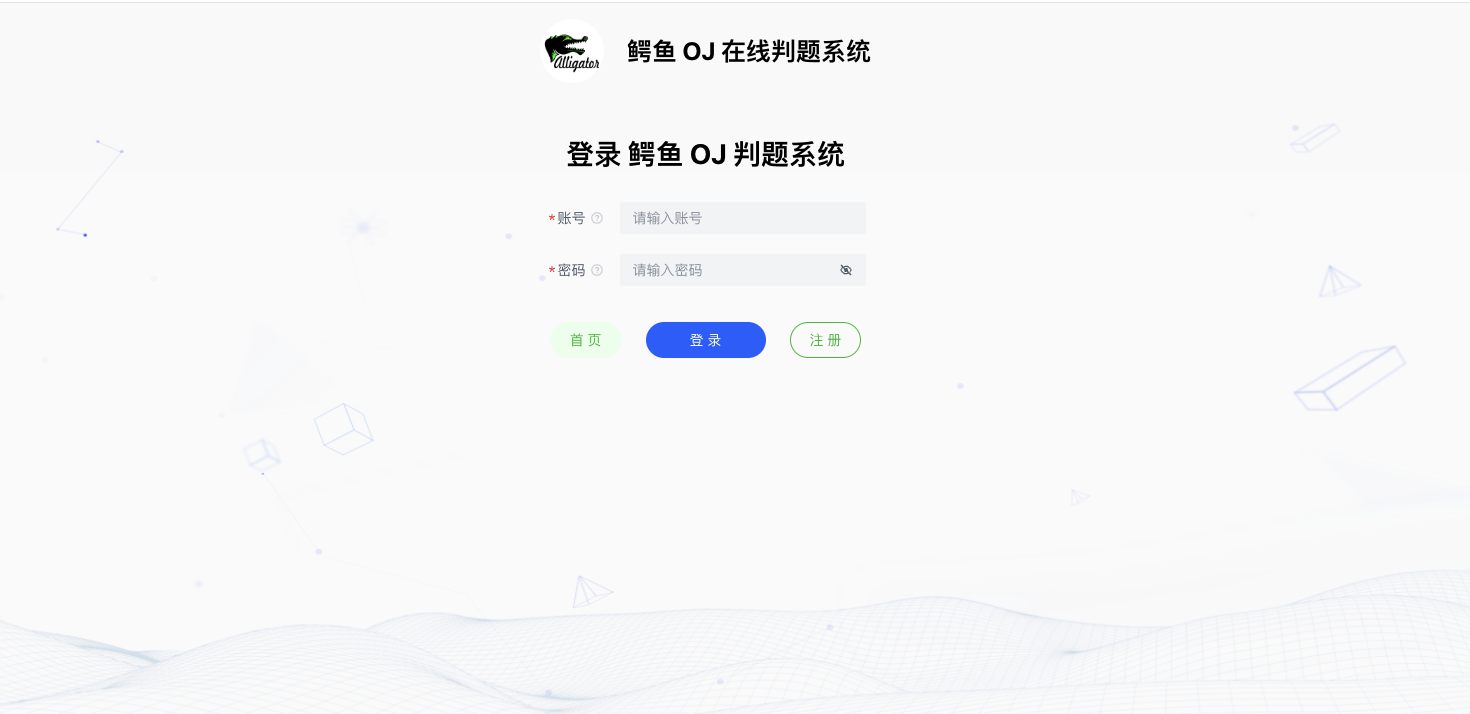 Alligator
鳄鱼 OJ 在线判题系统
登录 鳄鱼 OJ 判题系统
*账号 请输入账号
*密码 请输入密码
首页 登录 注册